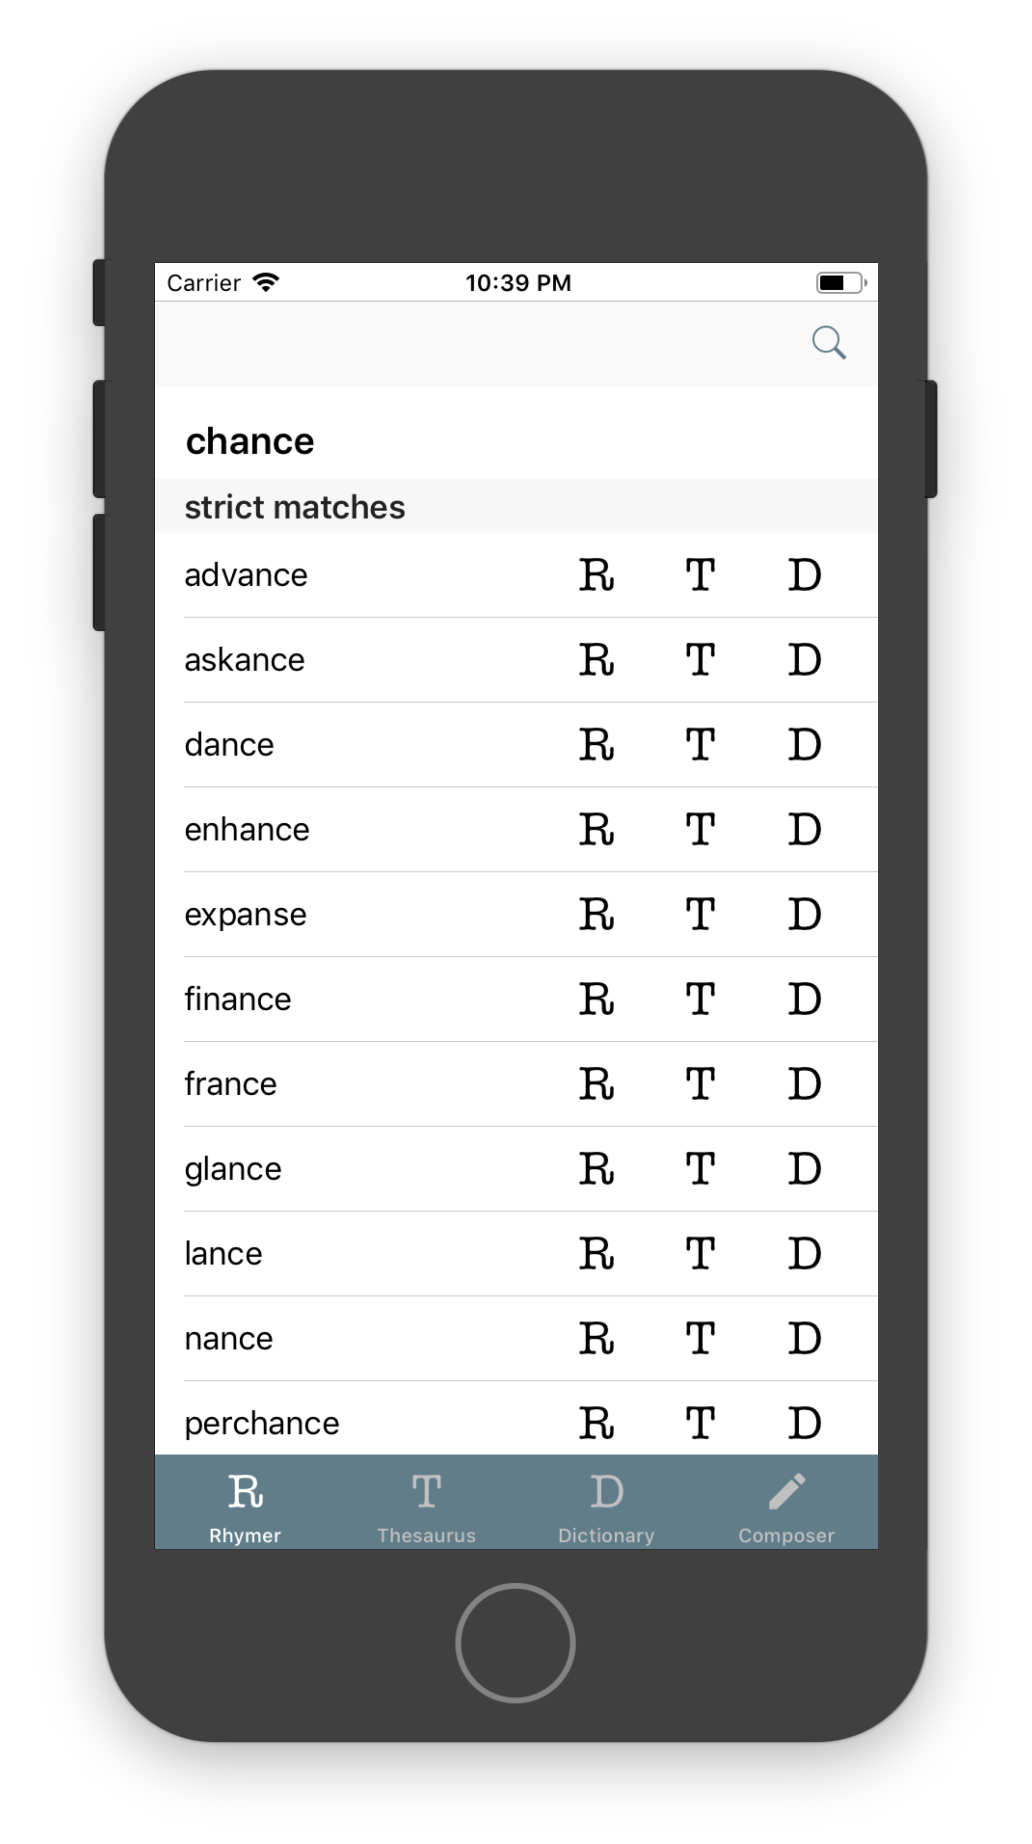 Carrier 10:39 PM
chance
strict matches
advance R T D
askance R T D
dance R T D
enhance R T D
expanse R T D
finance R T D
france R T D
glance R T D
lance R T D
nance R T D
perchance R T D
R T D
Rhymer Thesaurus Dictionary Composer